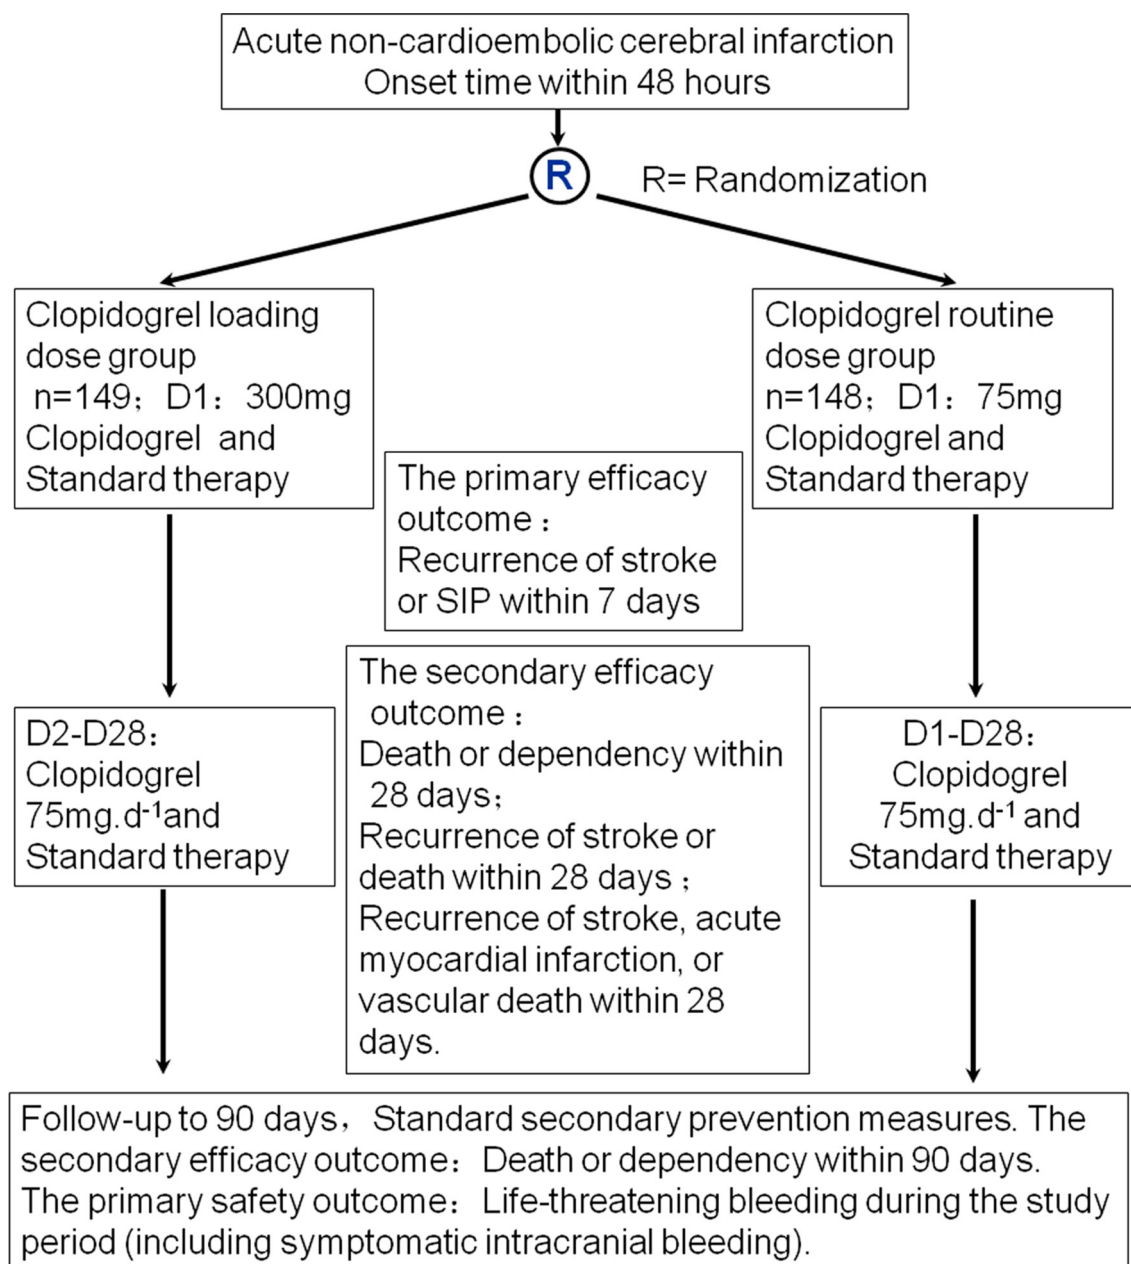 Acute non-cardioembolic cerebral infarction
Onset time within 48 hours
R
R= Randomization
Clopidogrel loading
dose group
n=149；D1：300mg
Clopidogrel and
Standard therapy
Clopidogrel routine
dose group
n=148；D1：75mg
Clopidogrel and
Standard therapy
The primary efficacy
outcome：
Recurrence of stroke
or SIP within 7 days
The secondary efficacy
outcome：
Death or dependency within
28 days；
Recurrence of stroke or
death within 28 days；
Recurrence of stroke, acute
myocardial infarction, or
vascular death within 28
days.
D2-D28：
Clopidogrel
75mg.d⁻¹and
Standard therapy
D1-D28：
Clopidogrel
75mg.d⁻¹ and
Standard therapy
Follow-up to 90 days，Standard secondary prevention measures. The
secondary efficacy outcome：Death or dependency within 90 days.
The primary safety outcome：Life-threatening bleeding during the study
period (including symptomatic intracranial bleeding).